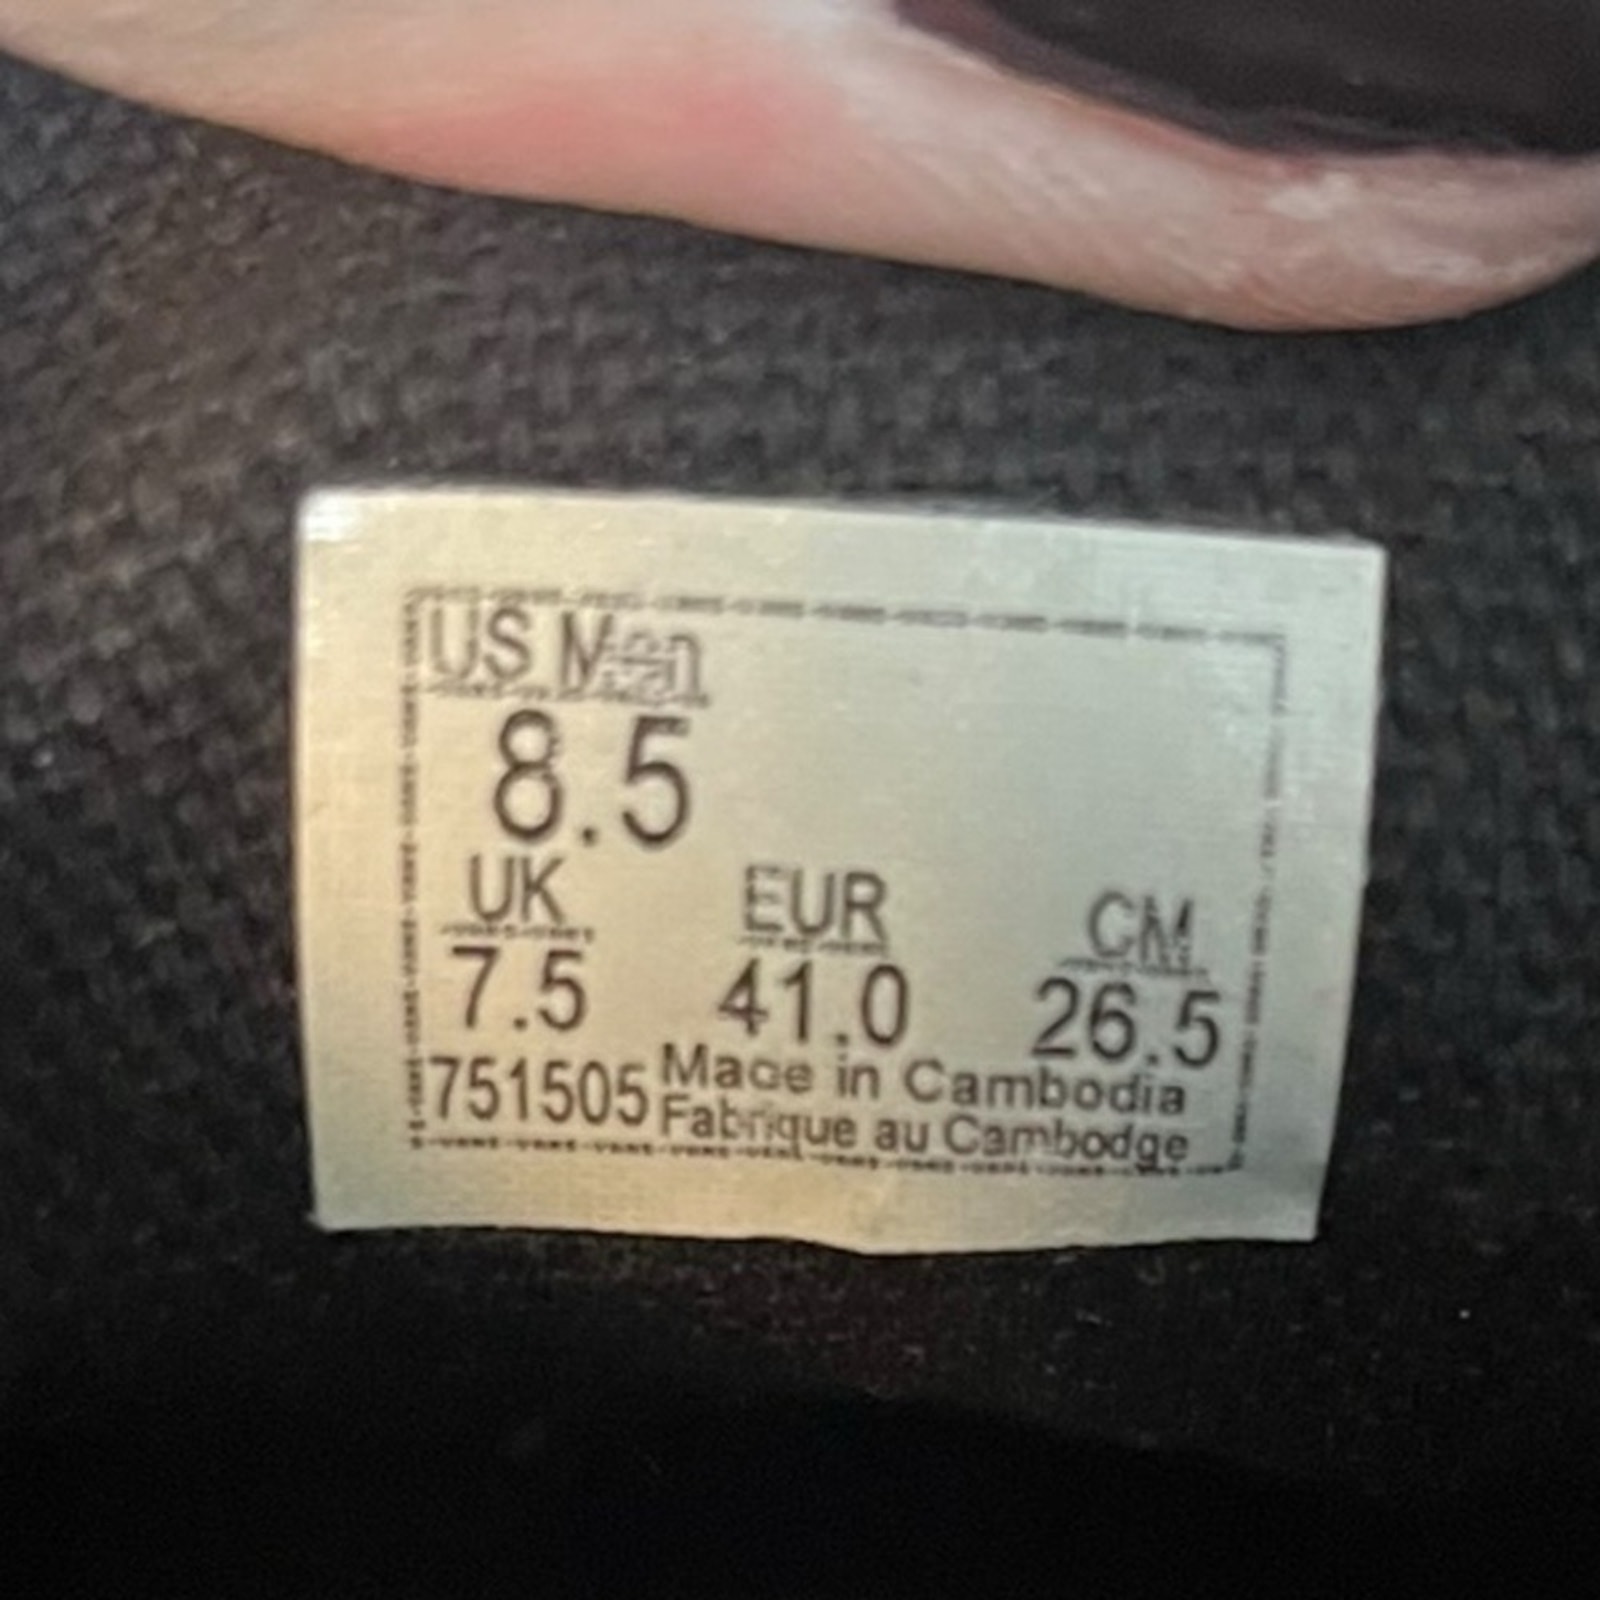 US Men
8.5
UK EUR CM
7.5 41.0 26.5
751505 Made in Cambodia
Fabrique au Cambodge